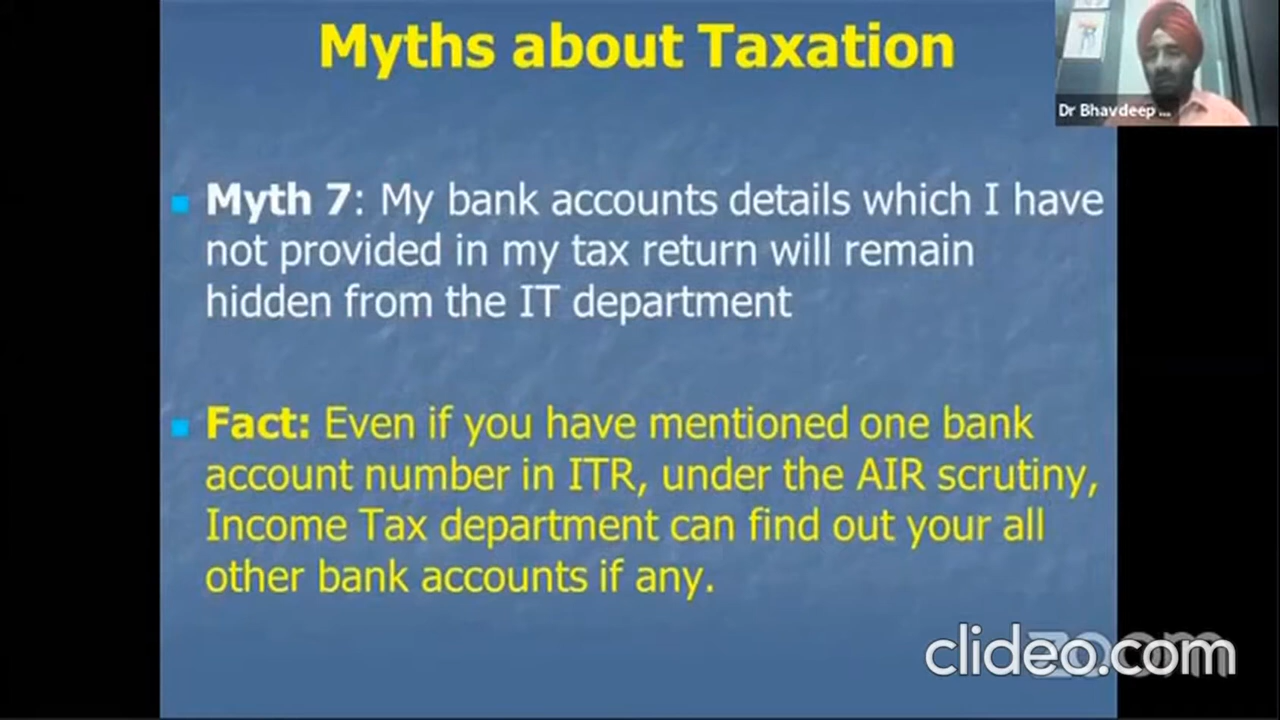 Myths about Taxation
Dr Bhavdeep ...
Myth 7: My bank accounts details which I have
not provided in my tax return will remain
hidden from the IT department
Fact: Even if you have mentioned one bank
account number in ITR, under the AIR scrutiny,
Income Tax department can find out your all
other bank accounts if any.
zoom
clideo.com